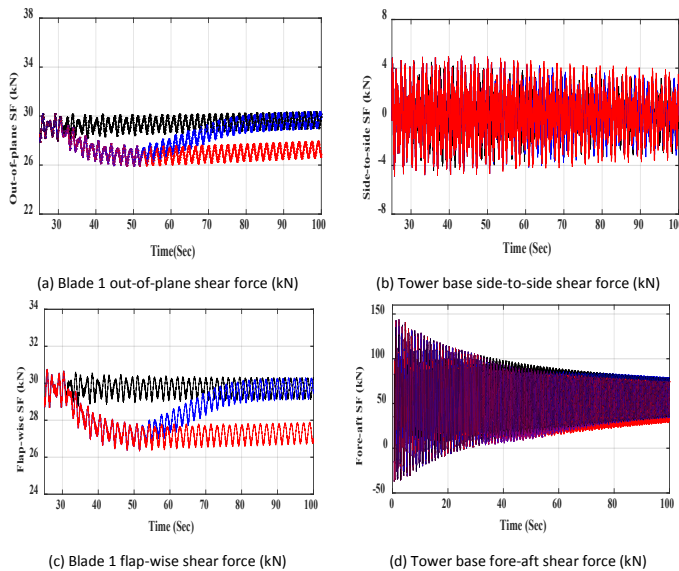 34
30
26
22
Out-of-plane SF (kN)
30 40 50 60 70 80 90 100
Time(Sec)
(a) Blade 1 out-of-plane shear force (kN)
8
4
0
-4
-8
Side-to-side SF (kN)
30 40 50 60 70 80 90 100
Time (Sec)
(b) Tower base side-to-side shear force (kN)
34
32
30
28
26
24
Flap-wise SF (kN)
30 40 50 60 70 80 90 100
Time (Sec)
(c) Blade 1 flap-wise shear force (kN)
150
100
50
0
-50
Fore-aft SF (kN)
0 20 40 60 80 100
Time (Sec)
(d) Tower base fore-aft shear force (kN)